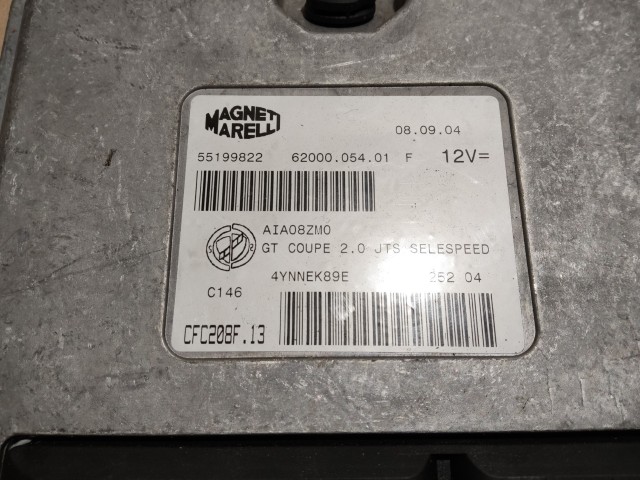 MAGNETI MARELLI
08.09.04
55199822 62000.054.01 F 12V=
AIA08ZM0
GT COUPE 2.0 JTS SELESPEED
4YNNEK89E 252 04
C146
CFC208F.13